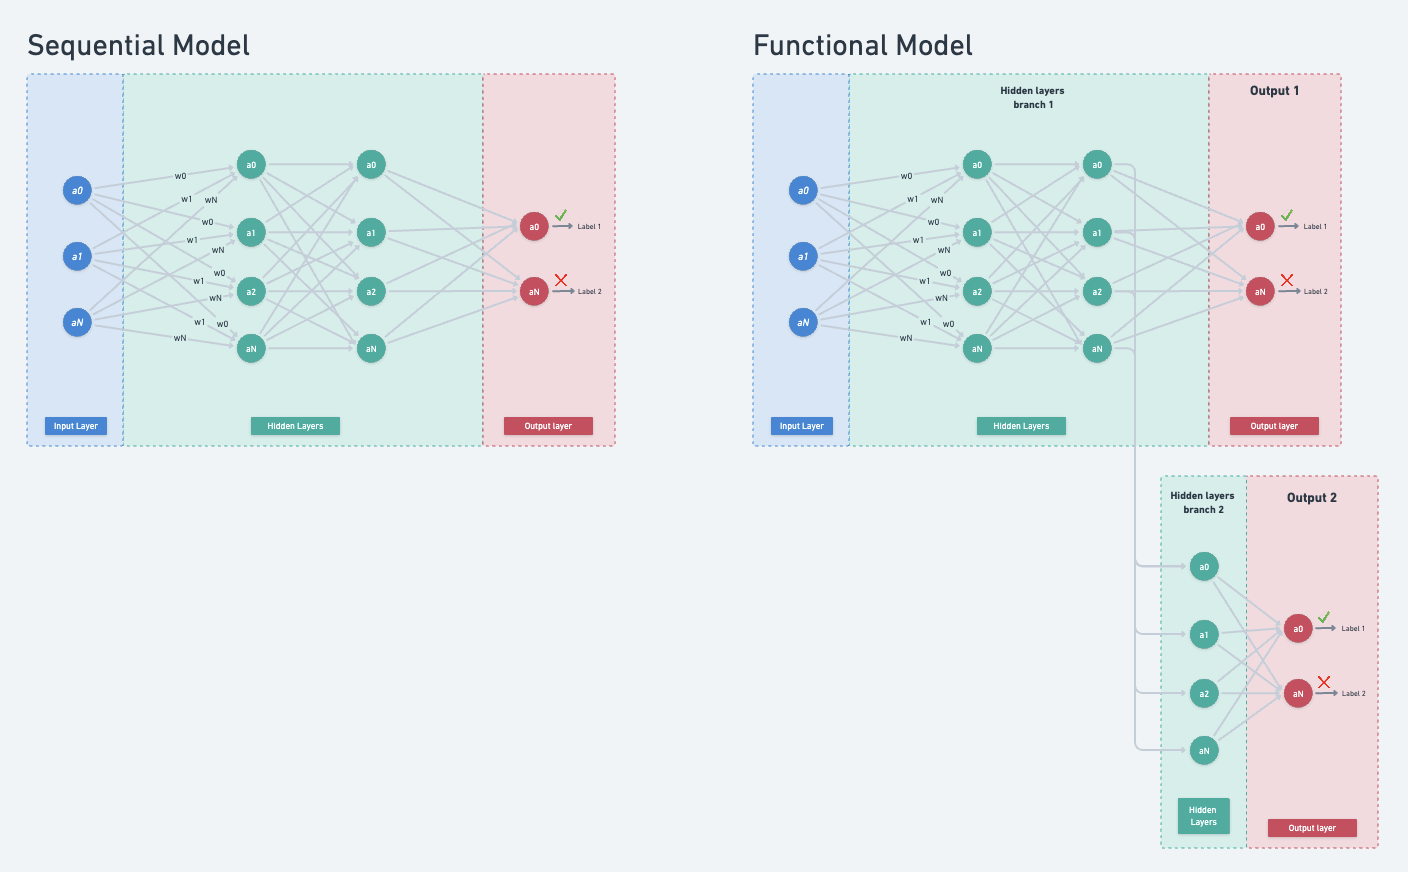 Sequential Model
a0
a1
aN
w0
w1
wN
w0
w1
wN
w0
w1
wN
w1
w0
wN
a0
a1
a2
aN
a0
a1
a2
aN
a0
Label 1
aN
Label 2
Input Layer
Hidden Layers
Output layer
Functional Model
Hidden layers
branch 1
Output 1
a0
a1
aN
w0
w1
wN
w0
w1
wN
w0
w1
wN
w1
w0
wN
a0
a1
a2
aN
a0
a1
a2
aN
a0
Label 1
aN
Label 2
Input Layer
Hidden Layers
Output layer
Hidden layers
branch 2
Output 2
a0
a1
a2
aN
a0
Label 1
aN
Label 2
Hidden
Layers
Output layer